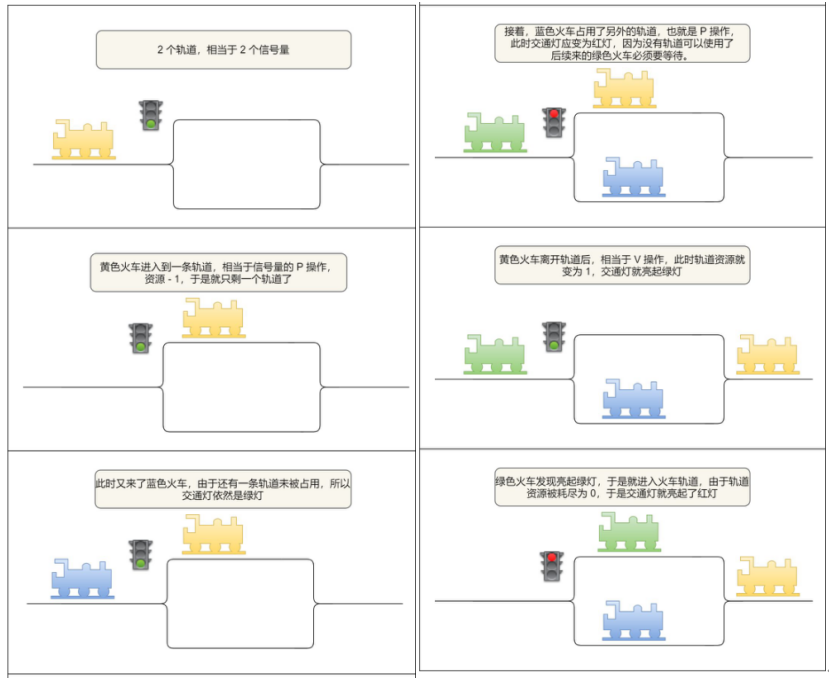 2 个轨道，相当于 2 个信号量
黄色火车进入到一条轨道，相当于信号量的 P 操作，
资源 - 1，于是就只剩一个轨道了
此时又来了蓝色火车，由于还有一条轨道未被占用，所以
交通灯依然是绿灯
接着，蓝色火车占用了另外的轨道，也就是 P 操作，
此时交通灯应变为红灯，因为没有轨道可以使用了
后续来的绿色火车必须要等待。
黄色火车离开轨道后，相当于 V 操作，此时轨道资源就
变为 1，交通灯就亮起绿灯
绿色火车发现亮起绿灯，于是就进入火车轨道，由于轨道
资源被耗尽为 0，于是交通灯就亮起了红灯